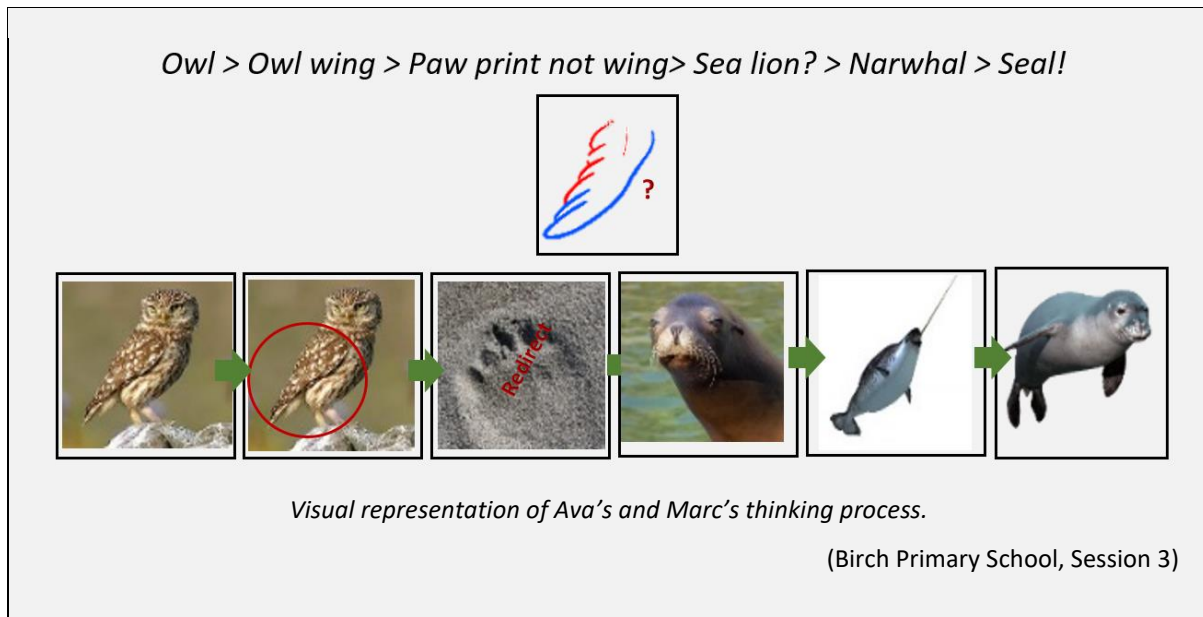 Owl > Owl wing > Paw print not wing> Sea lion? > Narwhal > Seal!
?
Redirect
Visual representation of Ava’s and Marc’s thinking process.
(Birch Primary School, Session 3)